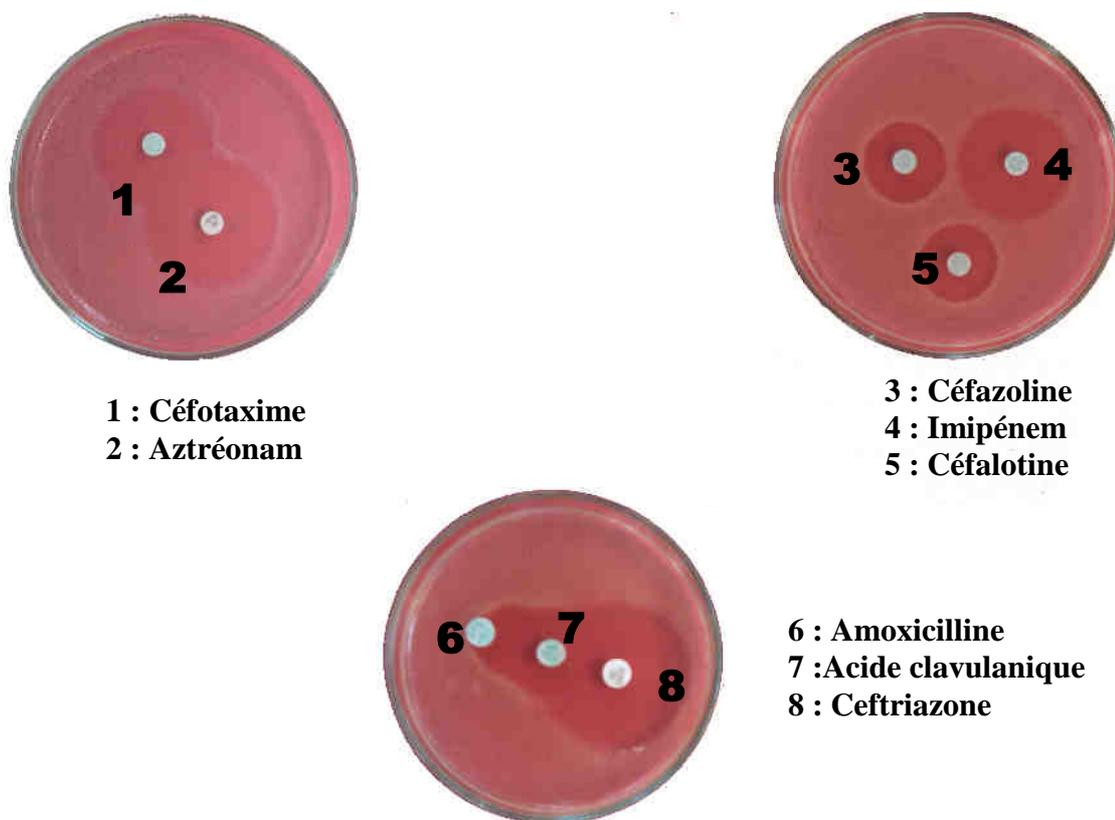 1
2
3
4
5
1 : Céfotaxime
2 : Aztréonam
3 : Céfazoline
4 : Imipénem
5 : Céfalotine
6
7
8
6 : Amoxicilline
7 :Acide clavulanique
8 : Ceftriazone